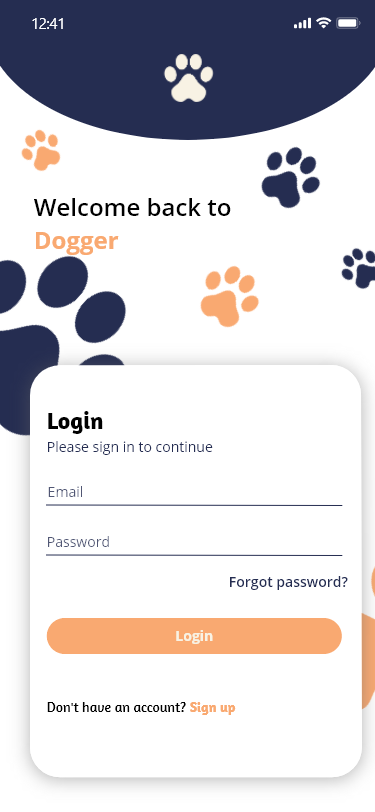 12:41
Welcome back to
Dogger
Login
Please sign in to continue
Email
Password
Forgot password?
Login
Don't have an account? Sign up